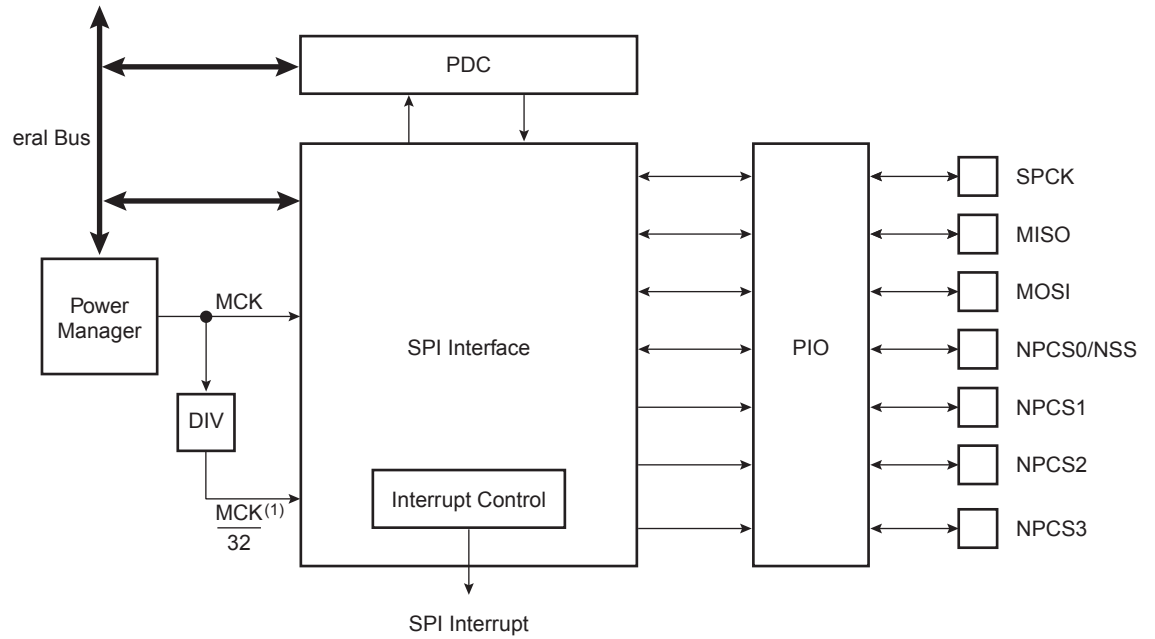 PDC
eral Bus
SPCK
MISO
MOSI
NPCS0/NSS
NPCS1
NPCS2
NPCS3
Power
Manager
MCK
DIV
MCK(1)
32
SPI Interface
PIO
Interrupt Control
SPI Interrupt